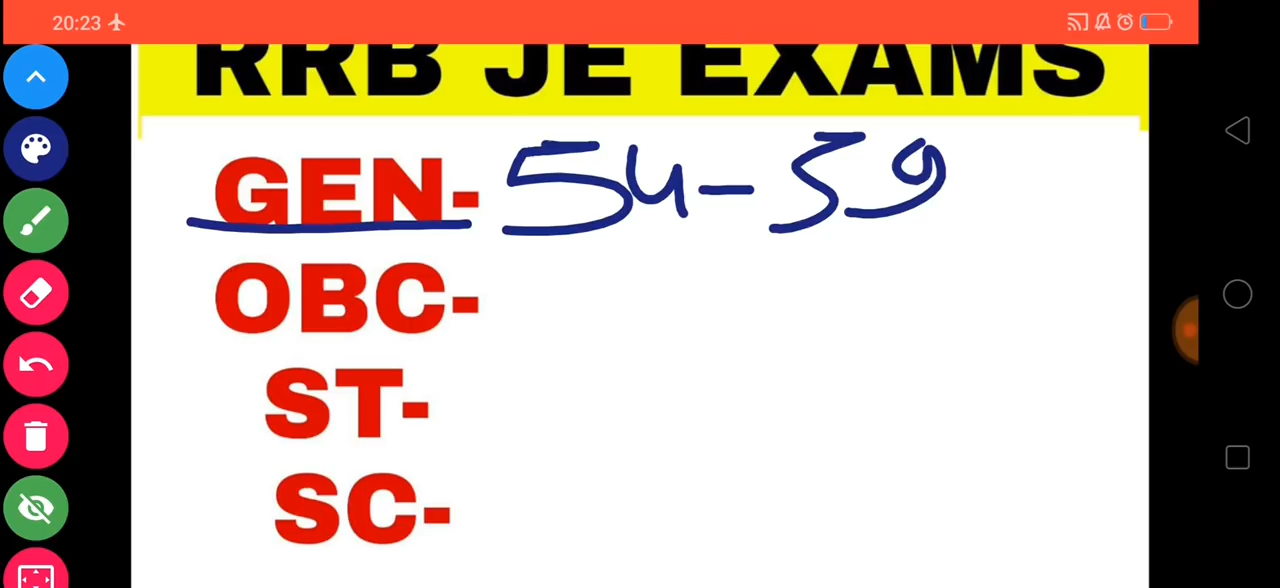 20:23
RRB JE EXAMS
GEN- 54-59
OBC-
ST-
SC-